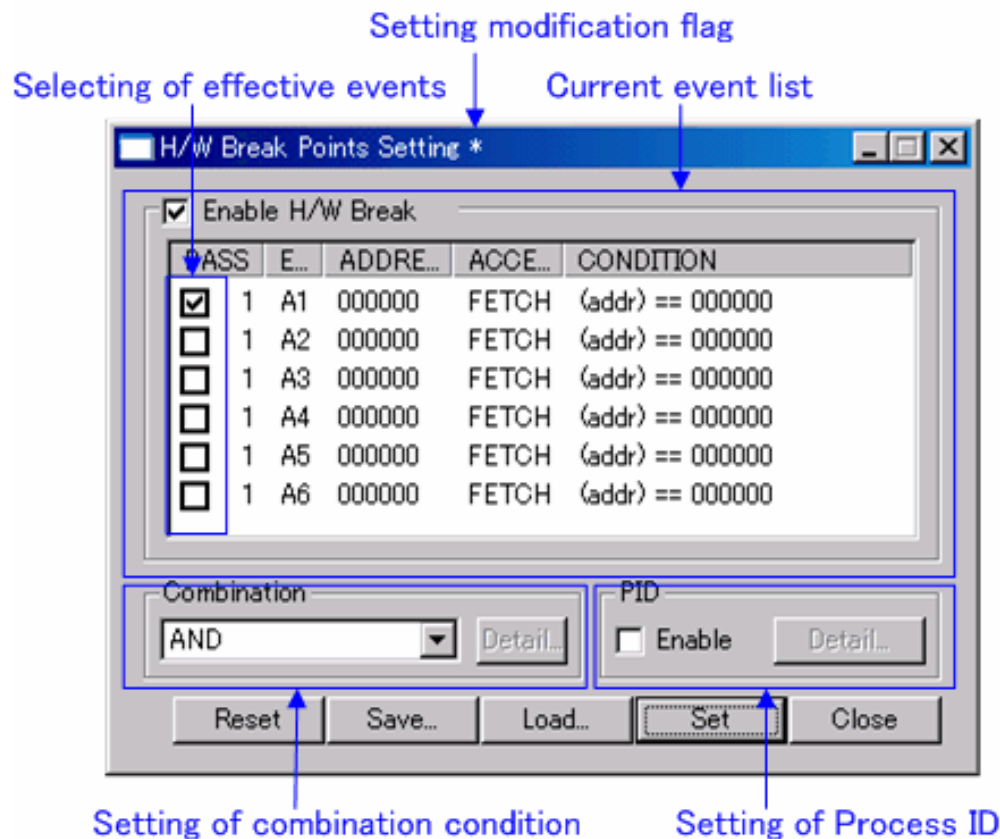 Setting modification flag
Selecting of effective events
Current event list
H/W Break Points Setting *
Enable H/W Break
PASS E... ADDRE... ACCE... CONDITION
1 A1 000000 FETCH (addr) == 000000
1 A2 000000 FETCH (addr) == 000000
1 A3 000000 FETCH (addr) == 000000
1 A4 000000 FETCH (addr) == 000000
1 A5 000000 FETCH (addr) == 000000
1 A6 000000 FETCH (addr) == 000000
Combination
PID
AND
Detail...
Enable
Detail...
Reset
Save...
Load...
Set
Close
Setting of combination condition
Setting of Process ID